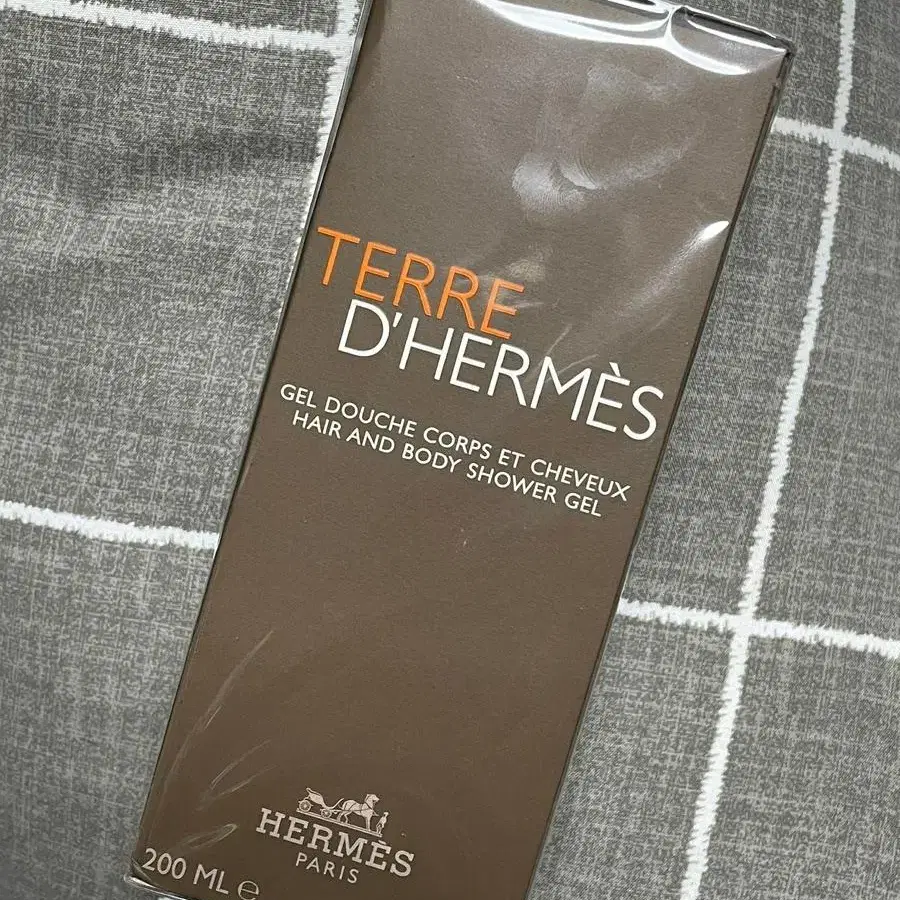 TERRE
D'HERMÈS
GEL DOUCHE CORPS ET CHEVEUX
HAIR AND BODY SHOWER GEL
HERMÈS
PARIS
200 ML ℮